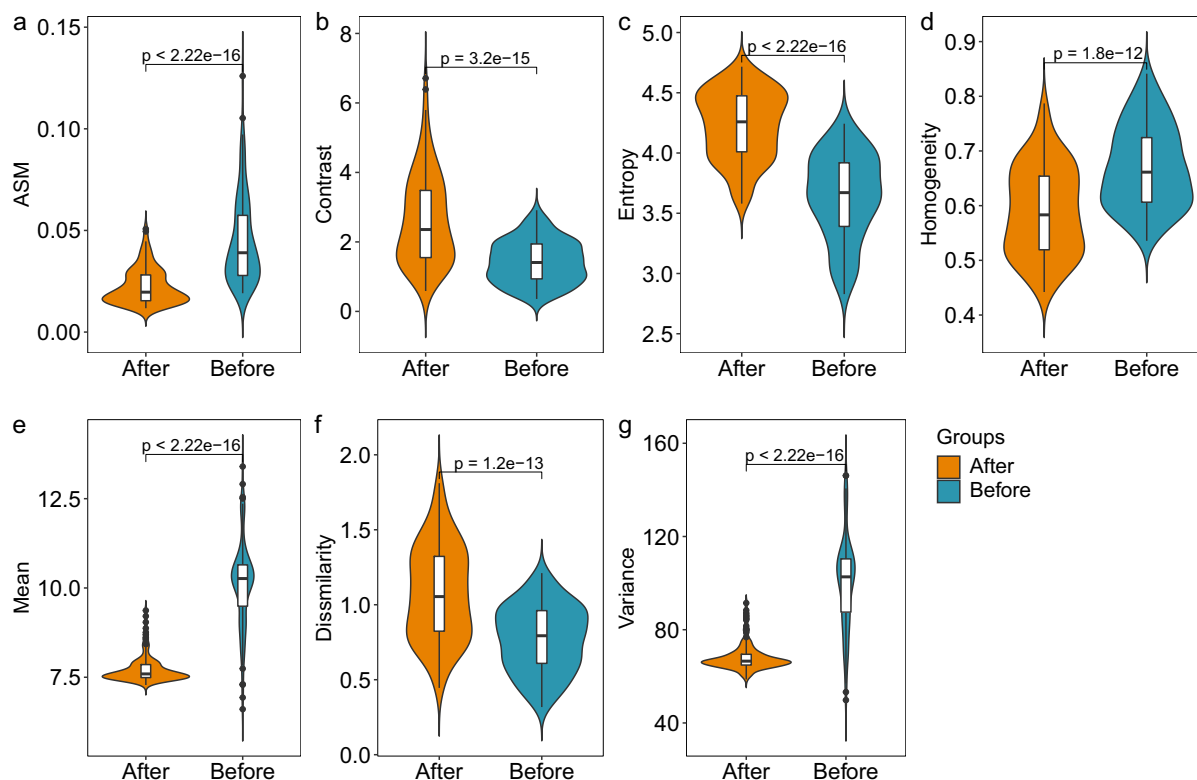 a
0.15
0.10
0.05
0.00
ASM
p < 2.22e−16
After Before
b
8
6
4
2
0
Contrast
p = 3.2e−15
After Before
c
5.0
4.5
4.0
3.5
3.0
2.5
Entropy
p < 2.22e−16
After Before
d
0.9
0.8
0.7
0.6
0.5
0.4
Homogeneity
p = 1.8e−12
After Before
e
12.5
10.0
7.5
Mean
p < 2.22e−16
After Before
f
2.0
1.5
1.0
0.5
0.0
Dissmilarity
p = 1.2e−13
After Before
g
160
120
80
40
Variance
p < 2.22e−16
After Before
Groups
After
Before